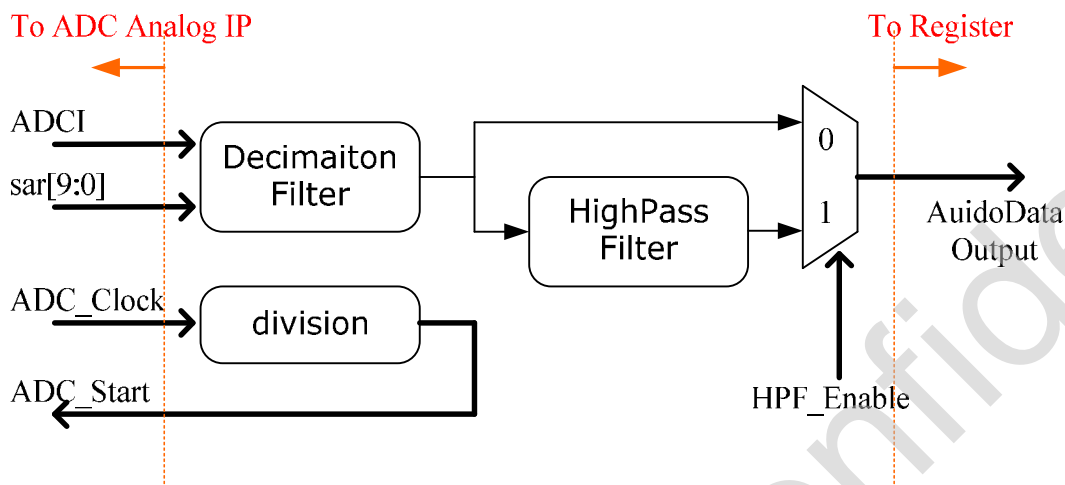 To ADC Analog IP
To Register
ADCI
sar[9:0]
Decimaiton
Filter
0
1
HighPass
Filter
AuidoData
Output
ADC_Clock
division
ADC_Start
HPF_Enable